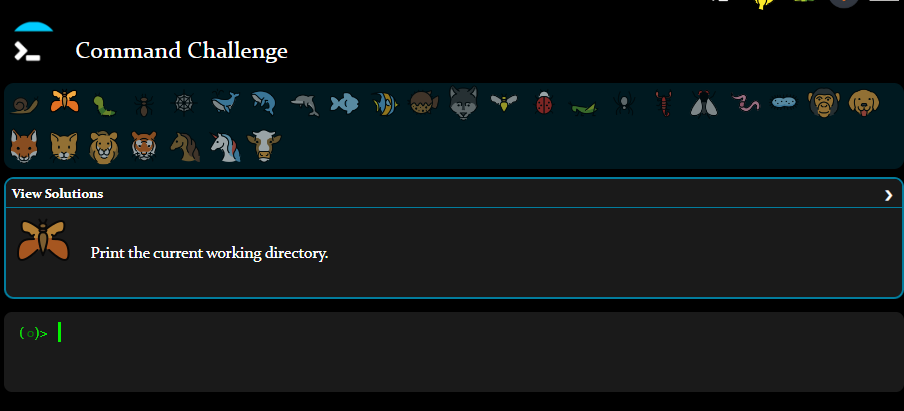 Command Challenge
View Solutions
Print the current working directory.
(○)>